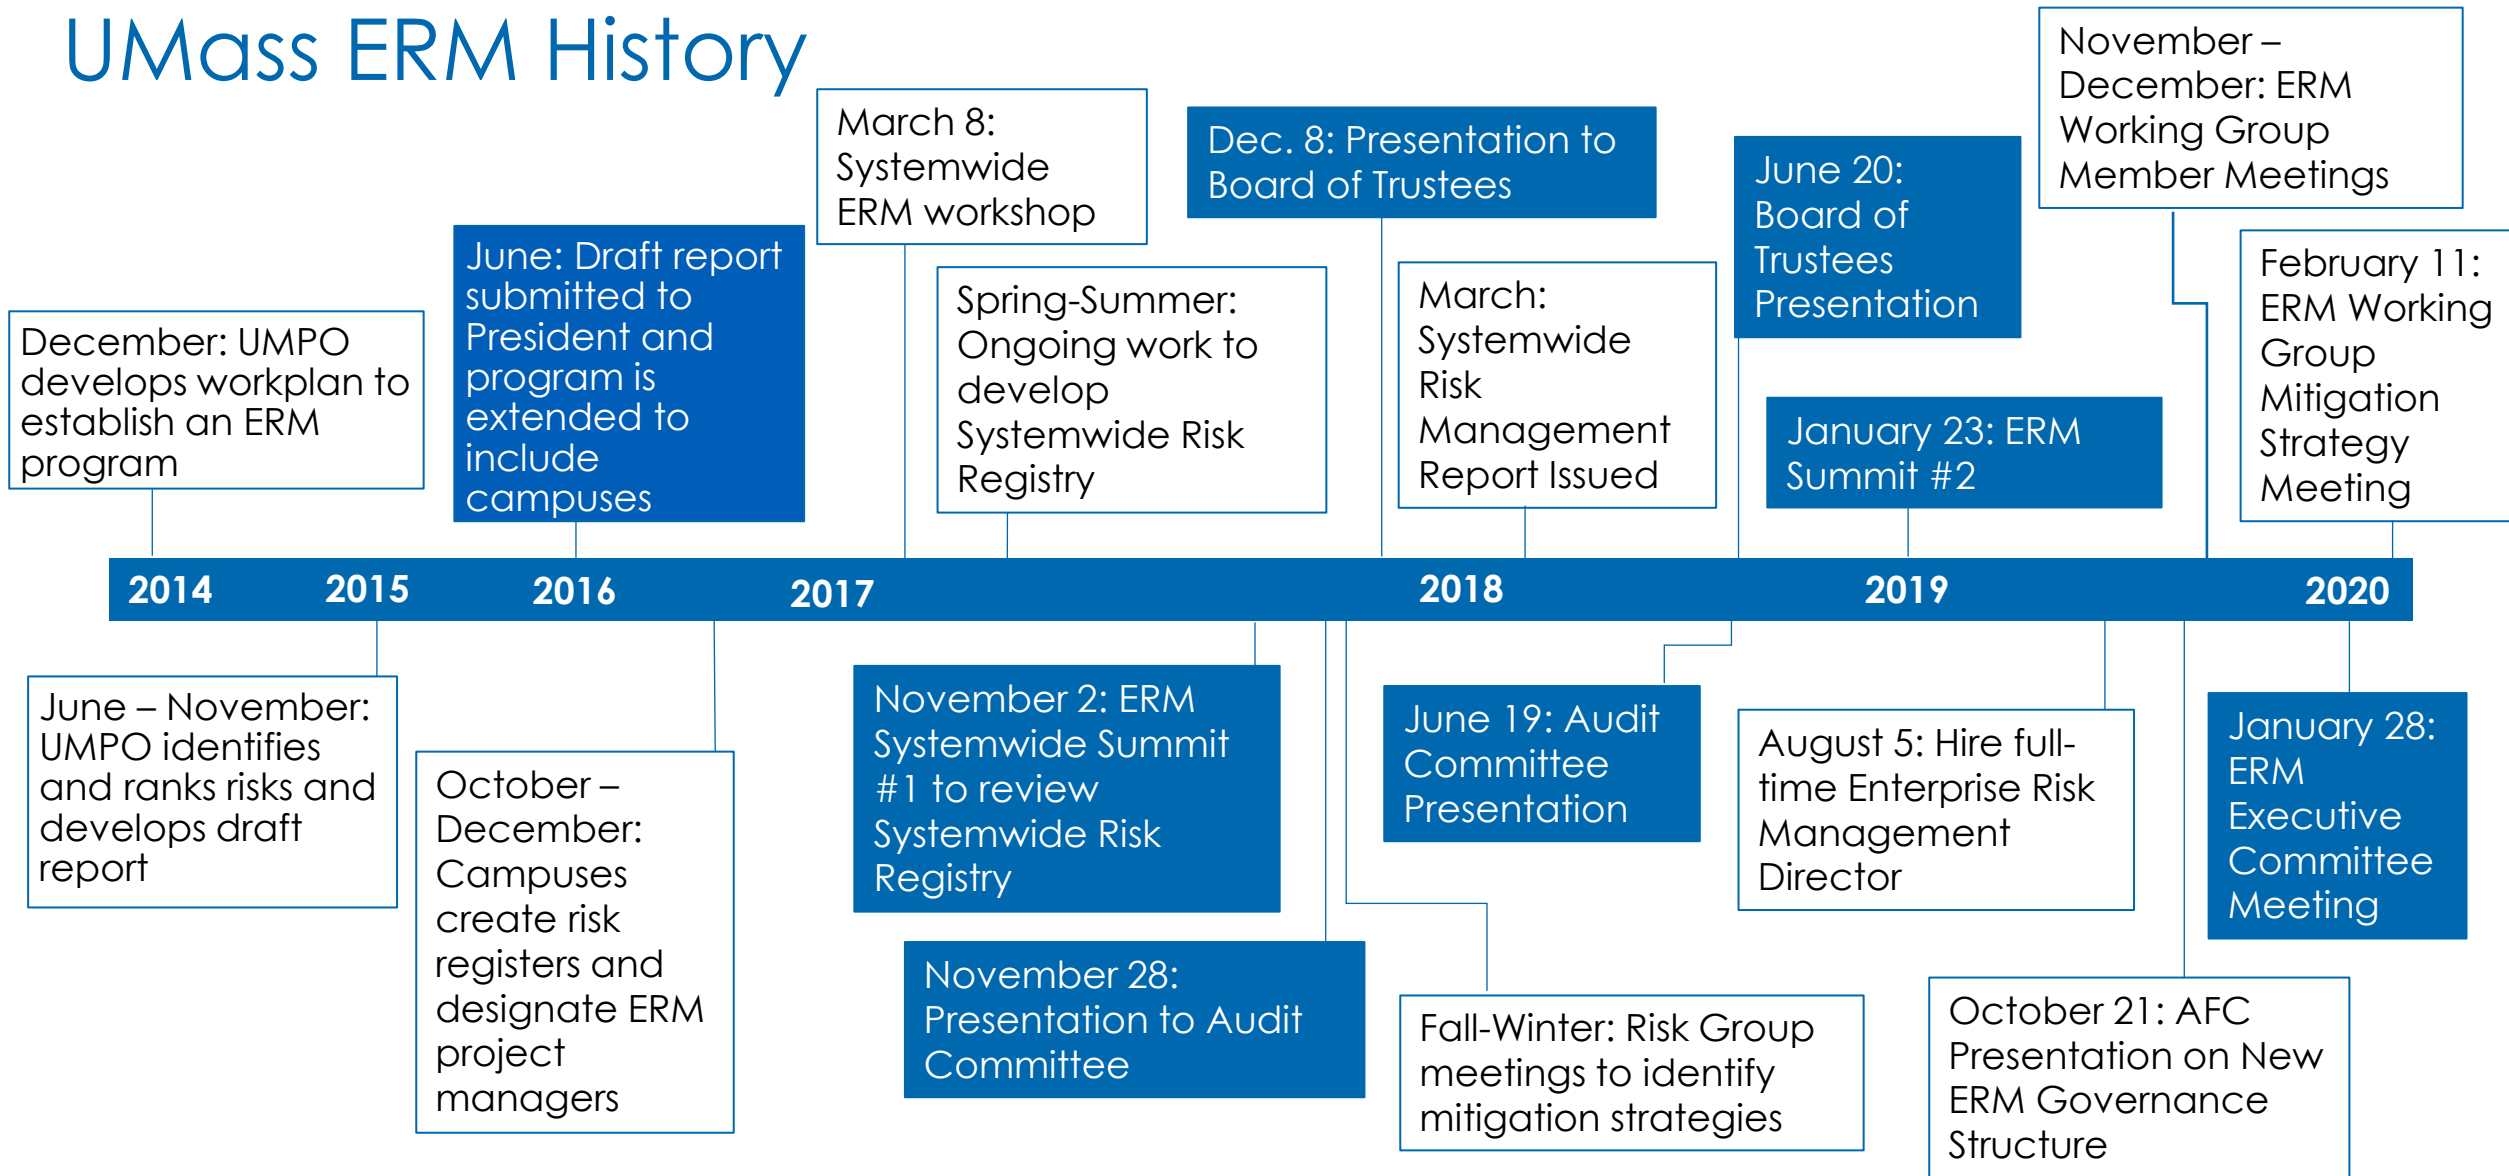 UMass ERM History
December: UMPO
develops workplan to
establish an ERM
program
June: Draft report
submitted to
President and
program is
extended to
include
campuses
March 8:
Systemwide
ERM workshop
Spring-Summer:
Ongoing work to
develop
Systemwide Risk
Registry
Dec. 8: Presentation to
Board of Trustees
March:
Systemwide
Risk
Management
Report Issued
June 20:
Board of
Trustees
Presentation
January 23: ERM
Summit #2
November –
December: ERM
Working Group
Member Meetings
February 11:
ERM Working
Group
Mitigation
Strategy
Meeting
2014 2015 2016 2017 2018 2019 2020
June – November:
UMPO identifies
and ranks risks and
develops draft
report
October –
December:
Campuses
create risk
registers and
designate ERM
project
managers
November 2: ERM
Systemwide Summit
#1 to review
Systemwide Risk
Registry
November 28:
Presentation to Audit
Committee
Fall-Winter: Risk Group
meetings to identify
mitigation strategies
June 19: Audit
Committee
Presentation
August 5: Hire full-
time Enterprise Risk
Management
Director
October 21: AFC
Presentation on New
ERM Governance
Structure
January 28:
ERM
Executive
Committee
Meeting